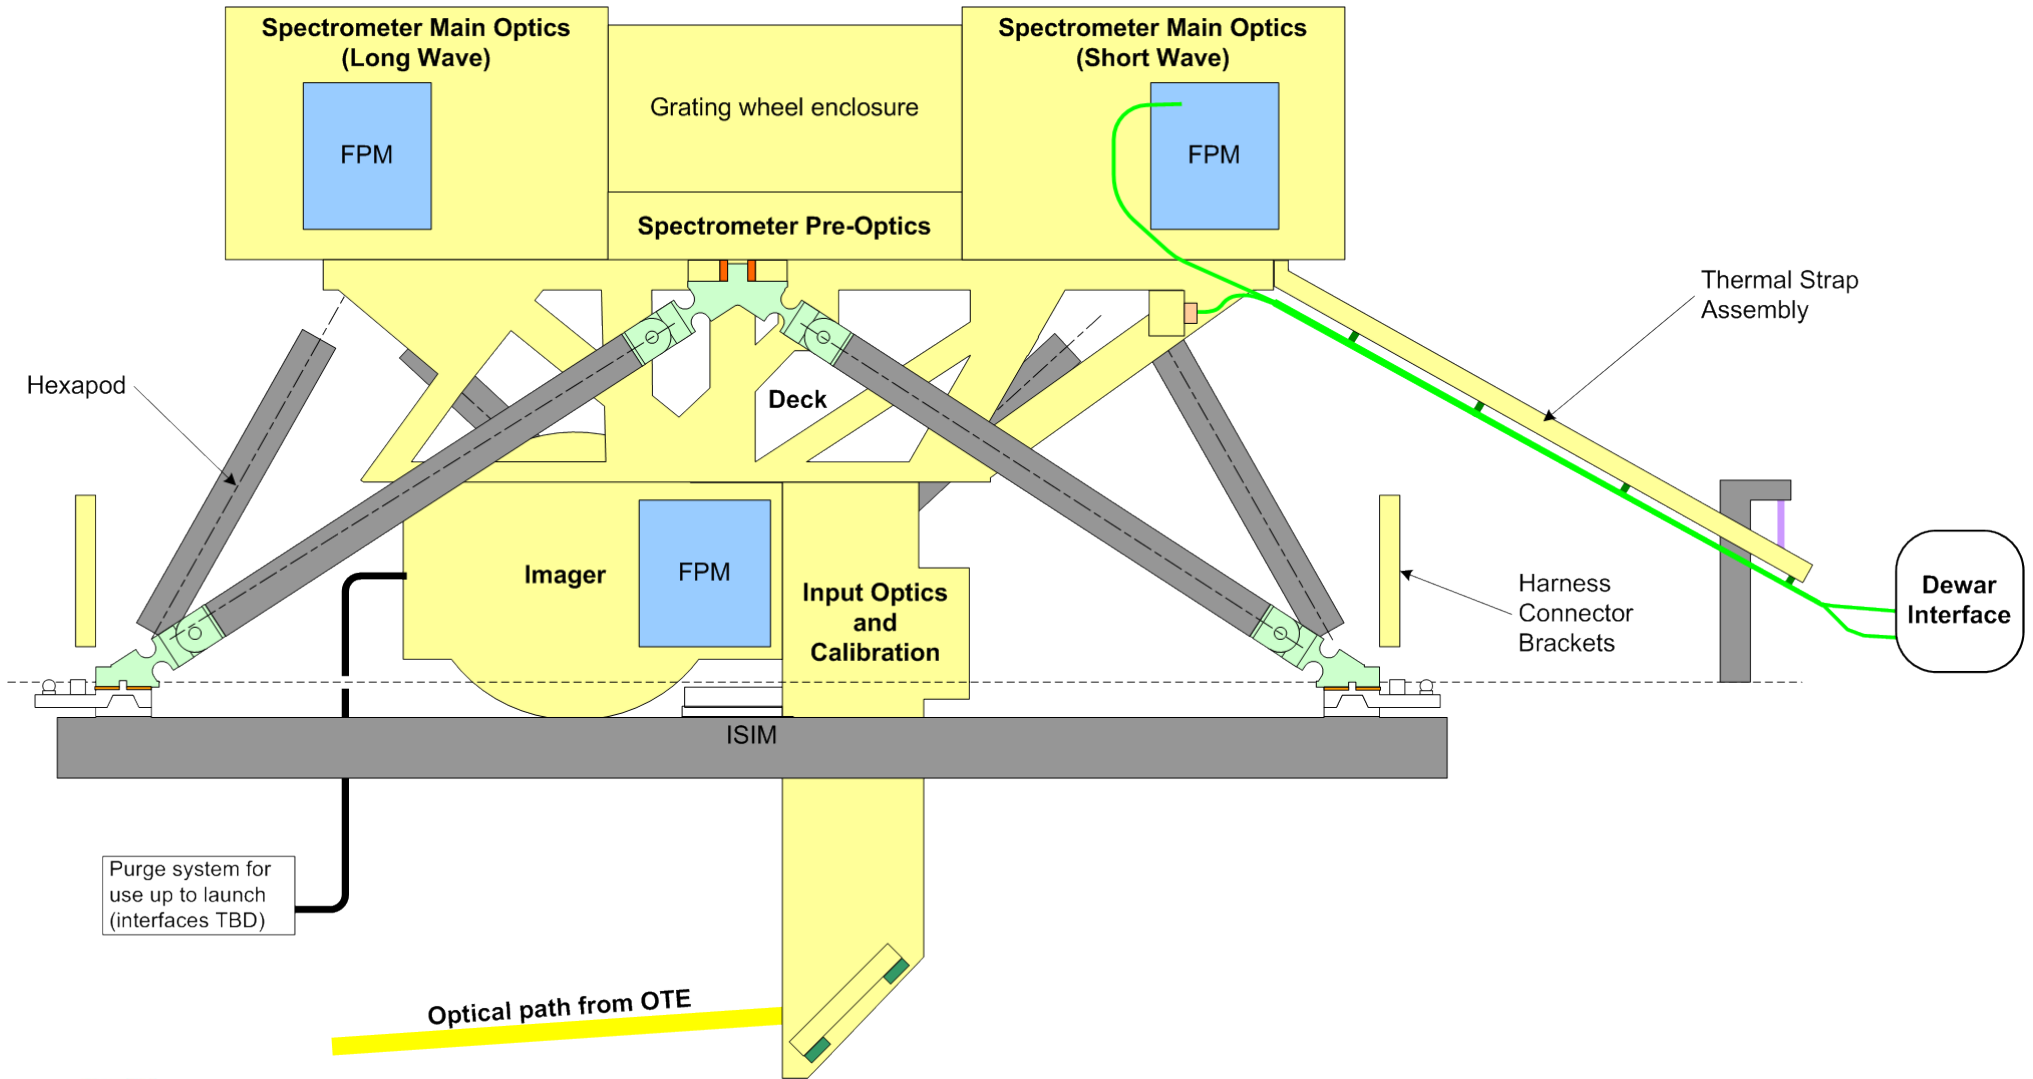 Spectrometer Main Optics
(Long Wave)
Spectrometer Main Optics
(Short Wave)
Grating wheel enclosure
FPM
FPM
Spectrometer Pre-Optics
Thermal Strap
Assembly
Hexapod
Deck
Imager
FPM
Input Optics
and
Calibration
Harness
Connector
Brackets
Dewar
Interface
ISIM
Purge system for
use up to launch
(interfaces TBD)
Optical path from OTE